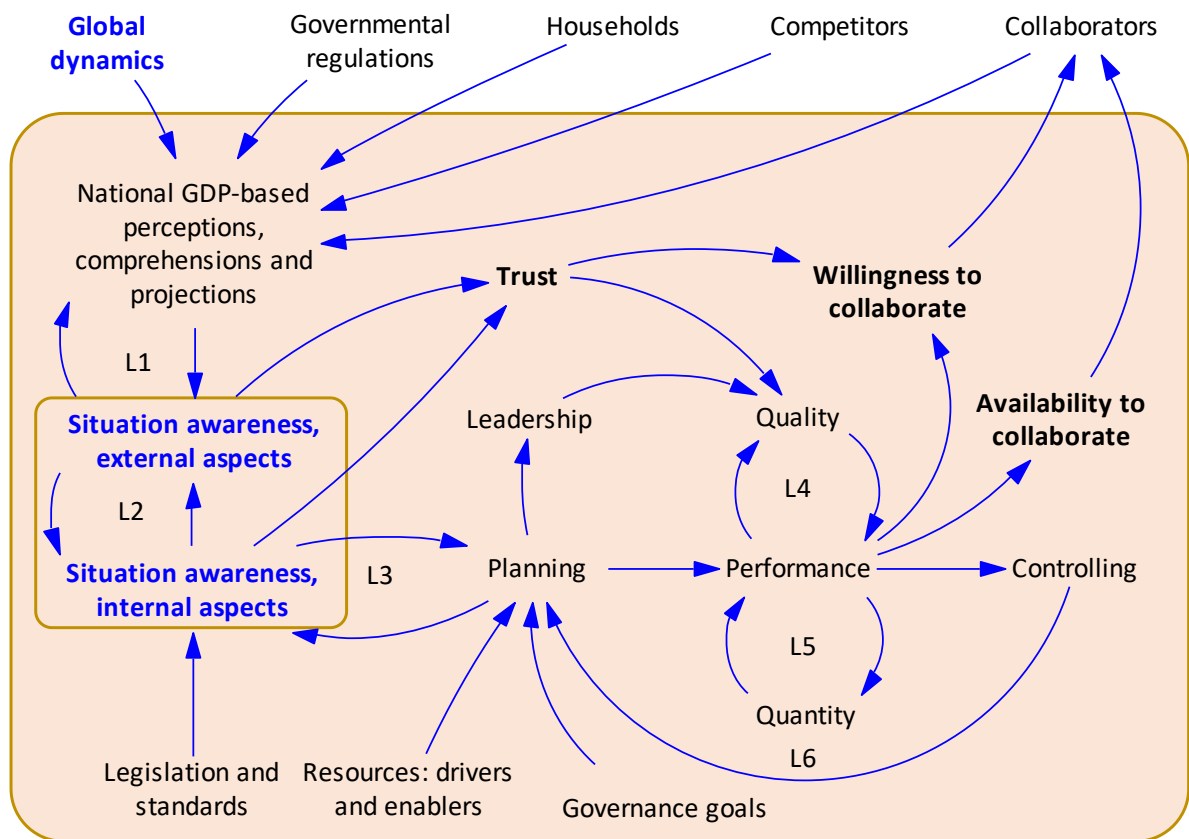 Global
dynamics
Governmental
regulations
Households
Competitors
Collaborators
National GDP-based
perceptions,
comprehensions and
projections
Trust
Willingness to
collaborate
L1
Situation awareness,
external aspects
Leadership
Quality
Availability to
collaborate
L2
L4
Situation awareness,
internal aspects
L3
Planning
Performance
Controlling
L5
Quantity
L6
Legislation and
standards
Resources: drivers
and enablers
Governance goals